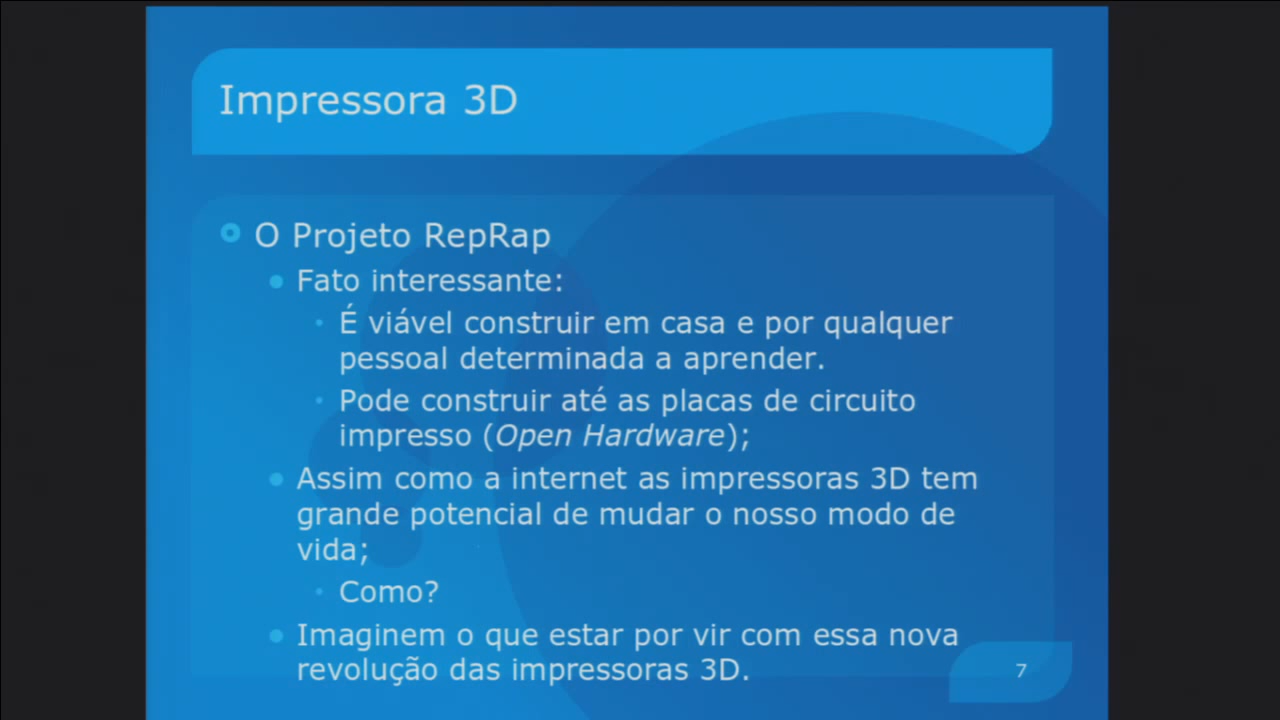 Impressora 3D
O Projeto RepRap
Fato interessante:
É viável construir em casa e por qualquer
pessoal determinada a aprender.
Pode construir até as placas de circuito
impresso (Open Hardware);
Assim como a internet as impressoras 3D tem
grande potencial de mudar o nosso modo de
vida;
Como?
Imaginem o que estar por vir com essa nova
revolução das impressoras 3D.
7